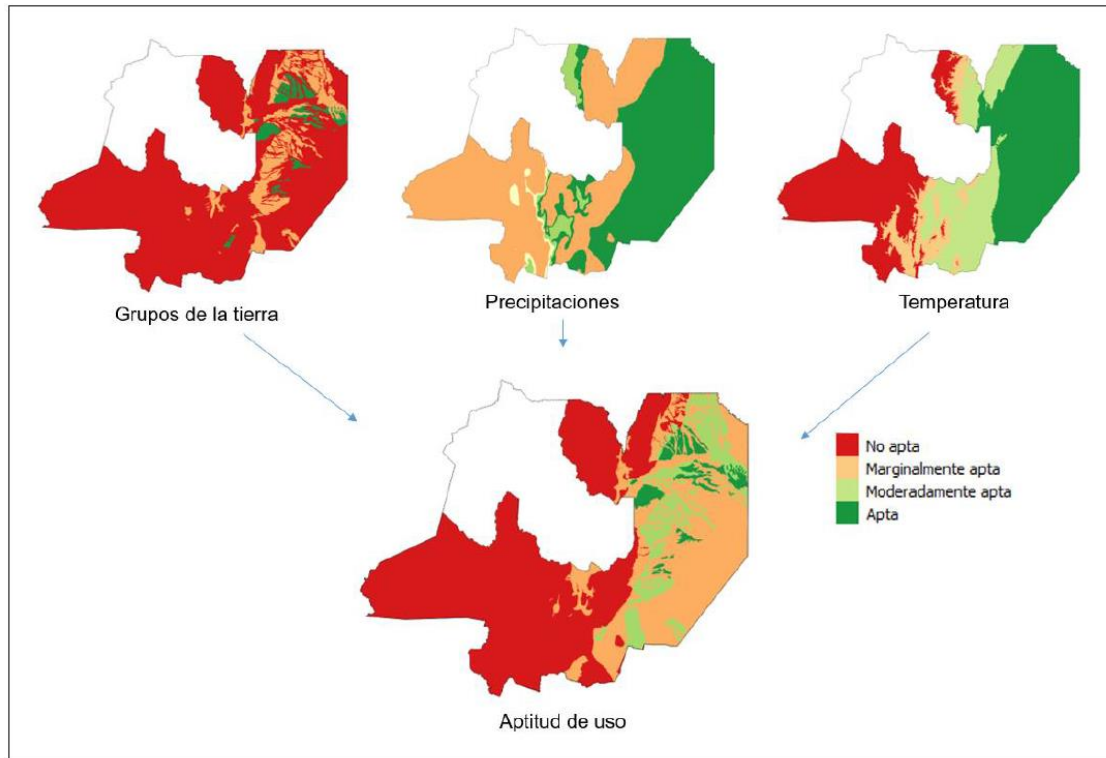 Grupos de la tierra
Precipitaciones
Temperatura
No apta
Marginalmente apta
Moderadamente apta
Apta
Aptitud de uso